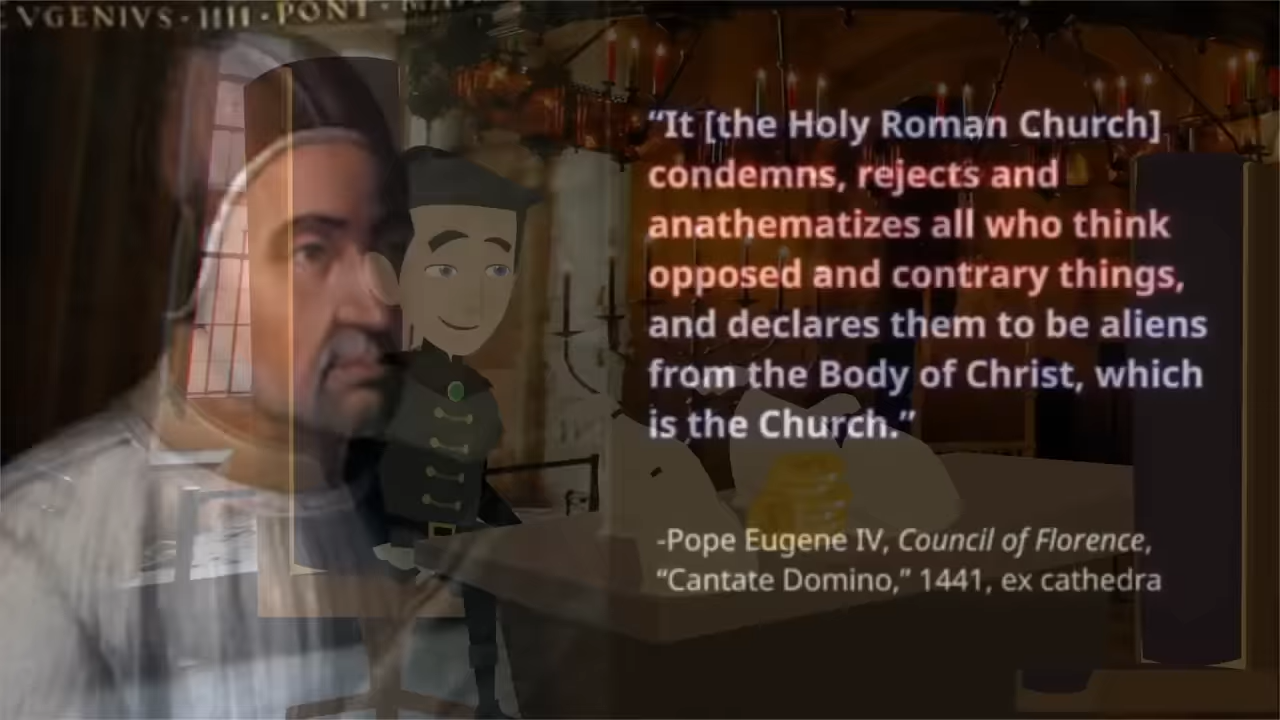 VGENIVS · IIII · PONT ·
“It [the Holy Roman Church]
condemns, rejects and
anathematizes all who think
opposed and contrary things,
and declares them to be aliens
from the Body of Christ, which
is the Church.”
-Pope Eugene IV, Council of Florence,
“Cantate Domino,” 1441, ex cathedra